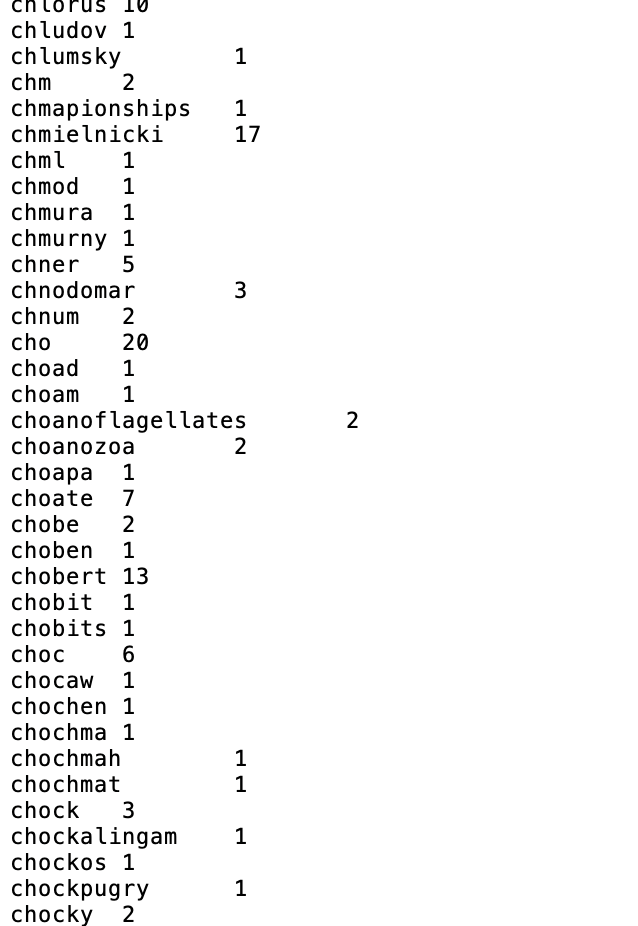 chlorus 10
chludov 1
chlumsky 1
chm 2
chmapionships 1
chmielnicki 17
chml 1
chmod 1
chmura 1
chmurny 1
chner 5
chnodomar 3
chnum 2
cho 20
choad 1
choam 1
choanoflagellates 2
choanozoa 2
choapa 1
choate 7
chobe 2
choben 1
chobert 13
chobit 1
chobits 1
choc 6
chocaw 1
chochen 1
chochma 1
chochmah 1
chochmat 1
chock 3
chockalingam 1
chockos 1
chockpugry 1
chocky 2